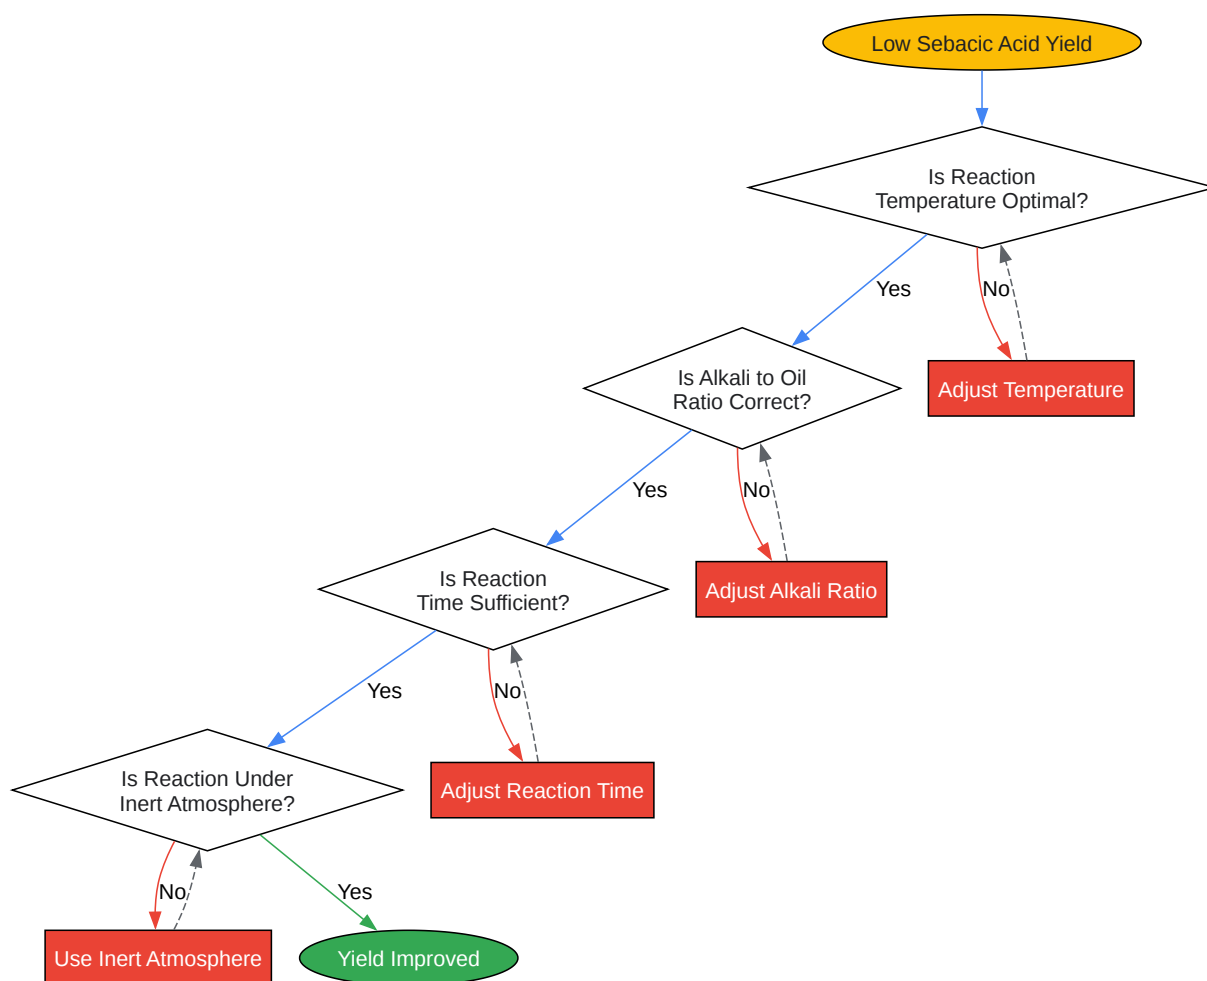 Low Sebacic Acid Yield
Is Reaction
Temperature Optimal?
Yes
No
Is Alkali to Oil
Ratio Correct?
Adjust Temperature
Yes
No
Is Reaction
Time Sufficient?
Adjust Alkali Ratio
Yes
No
Is Reaction Under
Inert Atmosphere?
Adjust Reaction Time
No
Yes
Use Inert Atmosphere
Yield Improved